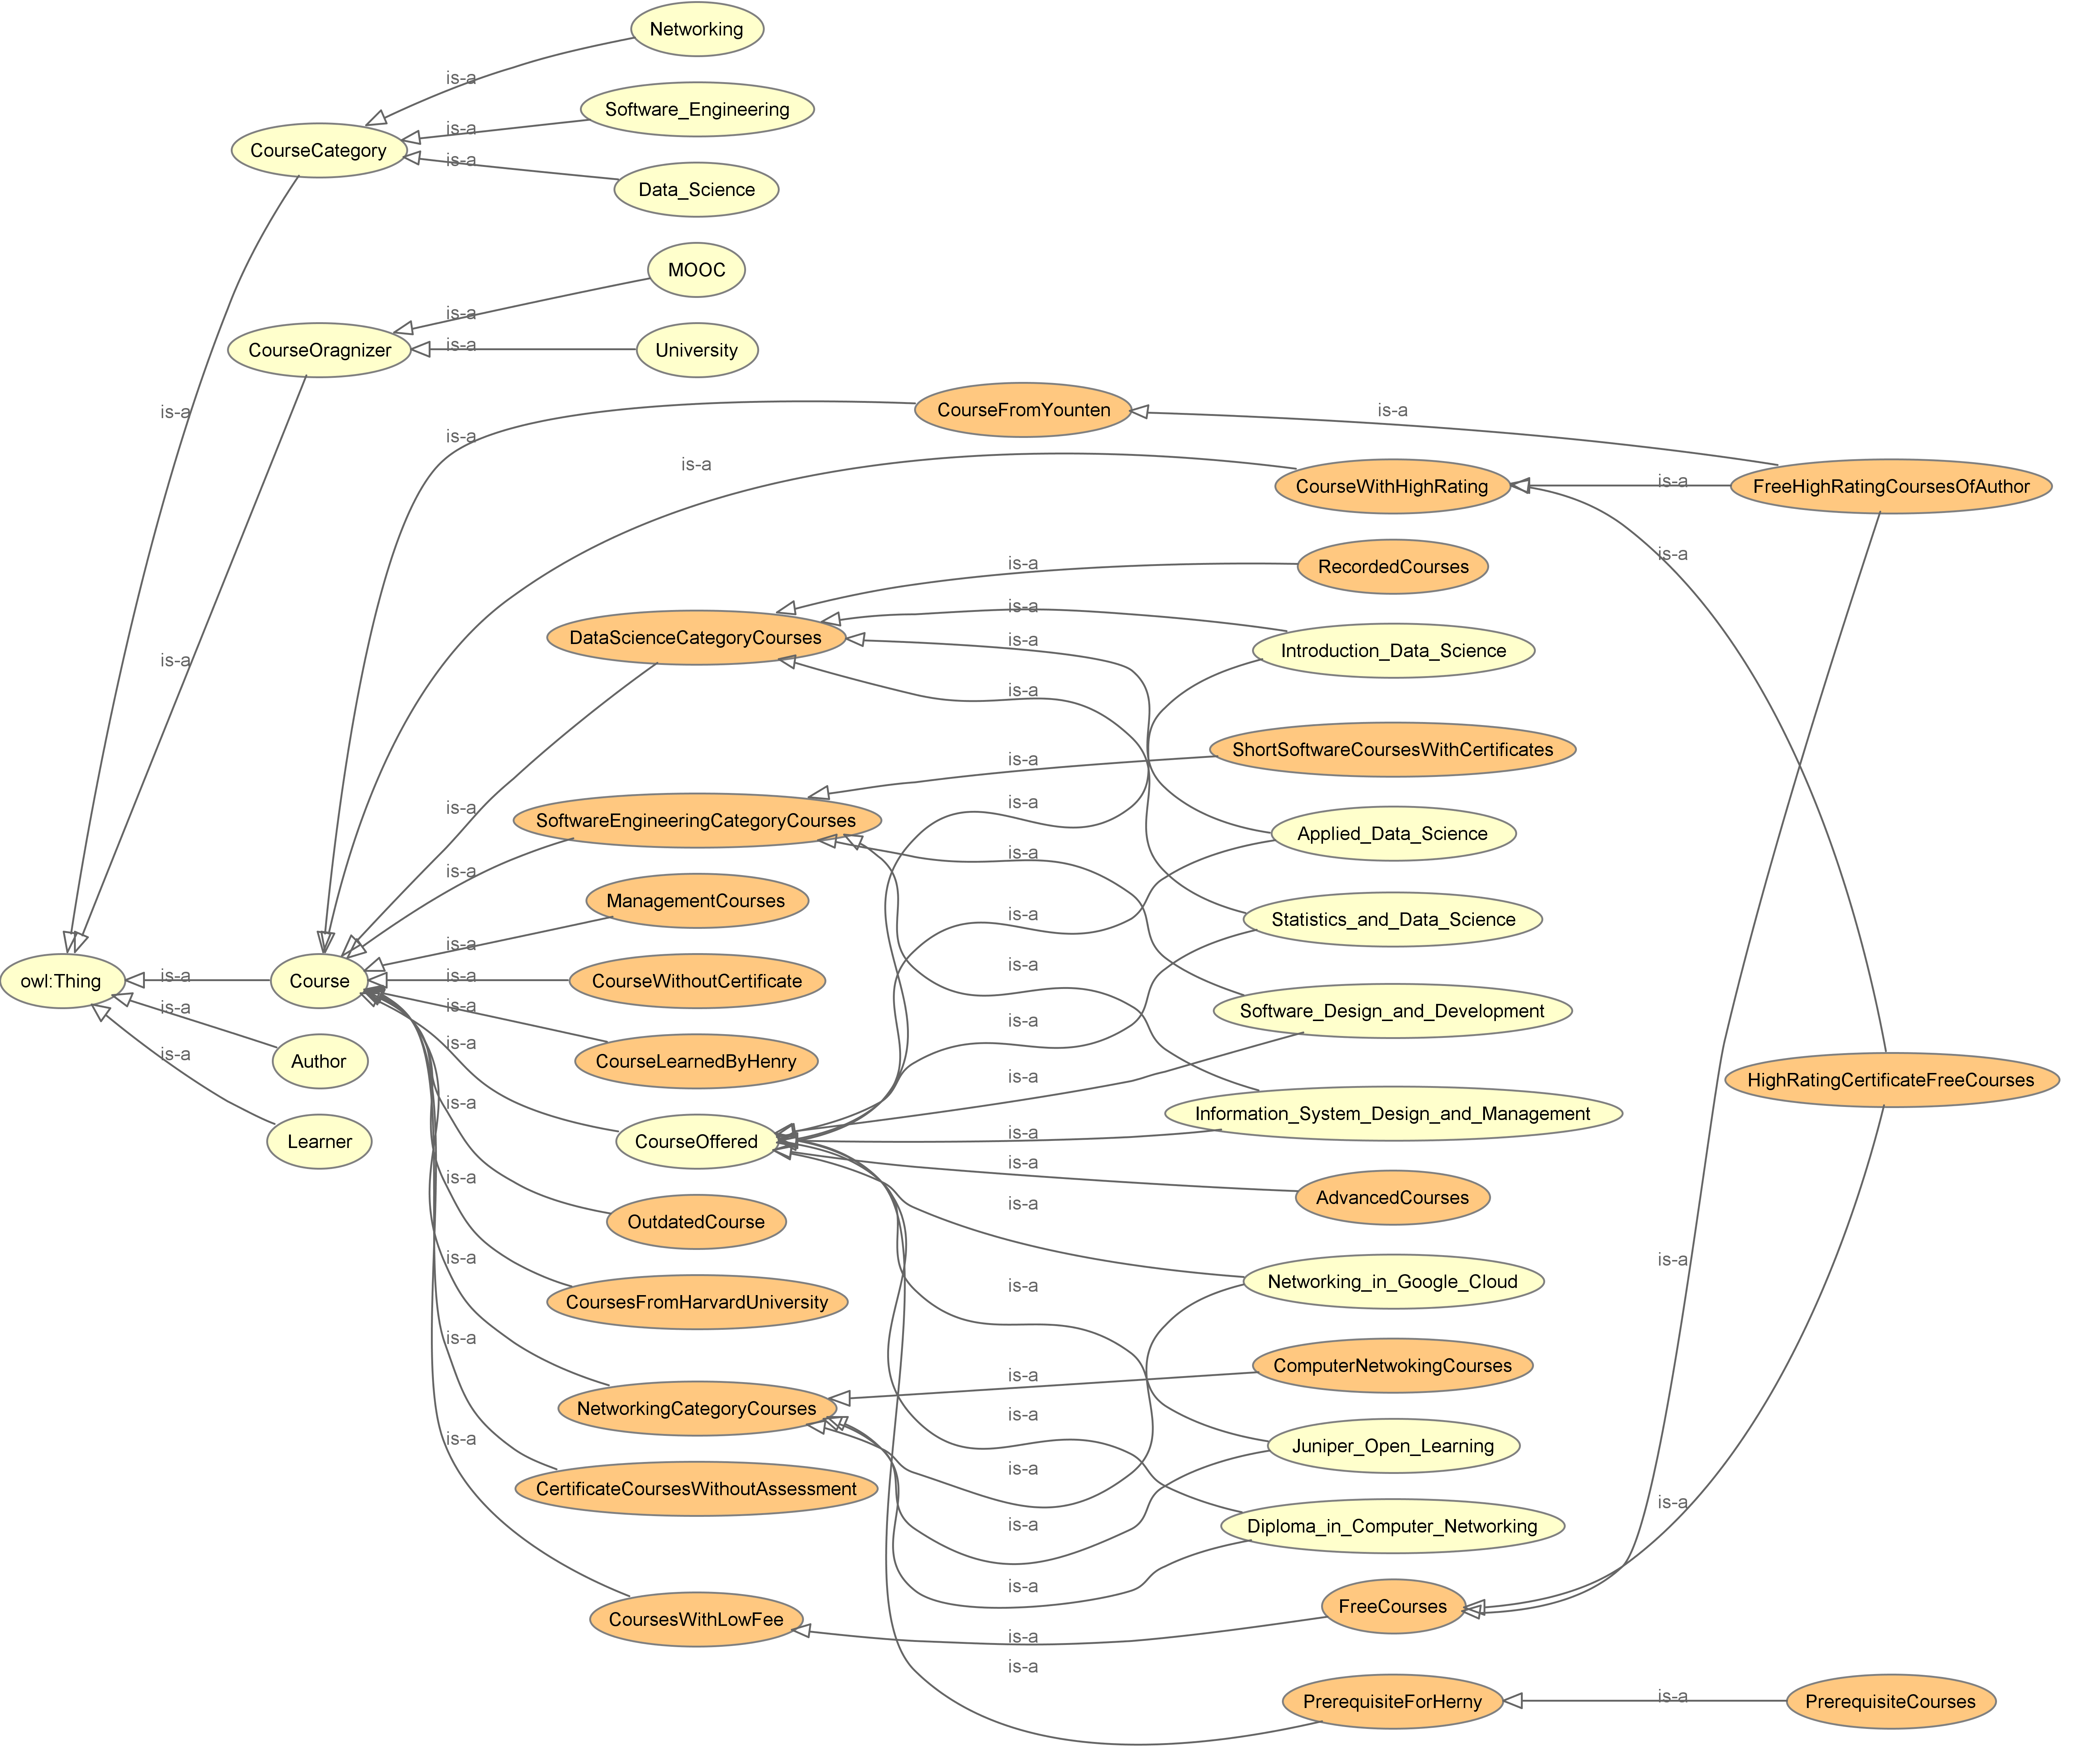 Networking
is-a
Software_Engineering
is-a
CourseCategory
is-a
Data_Science
MOOC
is-a
CourseOragnizer
is-a
University
is-a
CourseFromYounten
is-a
is-a
is-a
CourseWithHighRating
is-a
FreeHighRatingCoursesOfAuthor
is-a
is-a
RecordedCourses
is-a
DataScienceCategoryCourses
is-a
Introduction_Data_Science
is-a
is-a
ShortSoftwareCoursesWithCertificates
is-a
is-a
is-a
SoftwareEngineeringCategoryCourses
Applied_Data_Science
is-a
is-a
ManagementCourses
is-a
Statistics_and_Data_Science
is-a
is-a
owl:Thing
is-a
Course
is-a
CourseWithoutCertificate
is-a
is-a
Software_Design_and_Development
is-a
is-a
Author
CourseLearnedByHenry
is-a
is-a
HighRatingCertificateFreeCourses
is-a
Information_System_Design_and_Management
is-a
Learner
CourseOffered
is-a
is-a
AdvancedCourses
is-a
OutdatedCourse
is-a
is-a
Networking_in_Google_Cloud
is-a
CoursesFromHarvardUniversity
is-a
ComputerNetwokingCourses
is-a
NetworkingCategoryCourses
is-a
is-a
Juniper_Open_Learning
is-a
CertificateCoursesWithoutAssessment
is-a
is-a
Diploma_in_Computer_Networking
is-a
FreeCourses
CoursesWithLowFee
is-a
is-a
PrerequisiteForHerny
is-a
PrerequisiteCourses